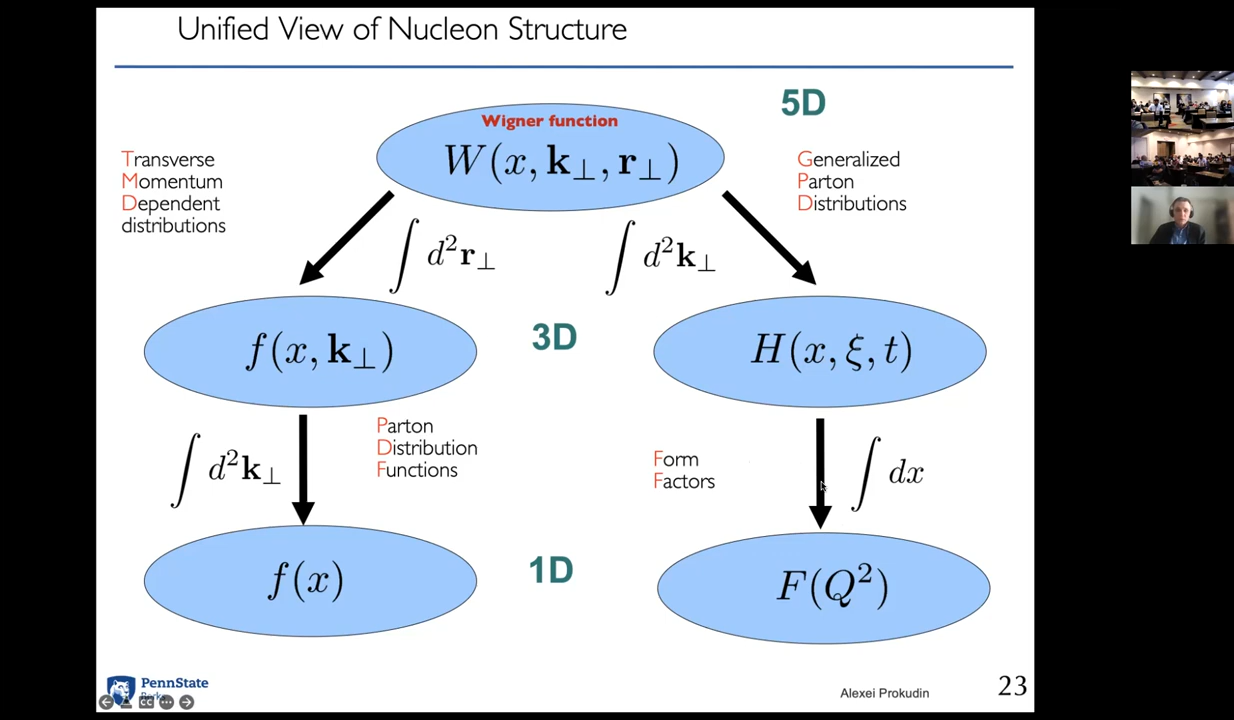 Unified View of Nucleon Structure
5D
Wigner function
W(x, k⊥, r⊥)
Transverse
Momentum
Dependent
distributions
Generalized
Parton
Distributions
∫ d²r⊥
∫ d²k⊥
3D
f(x, k⊥)
H(x, ξ, t)
∫ d²k⊥
Parton
Distribution
Functions
Form
Factors
∫ dx
1D
f(x)
F(Q²)
PennState
Alexei Prokudin
23